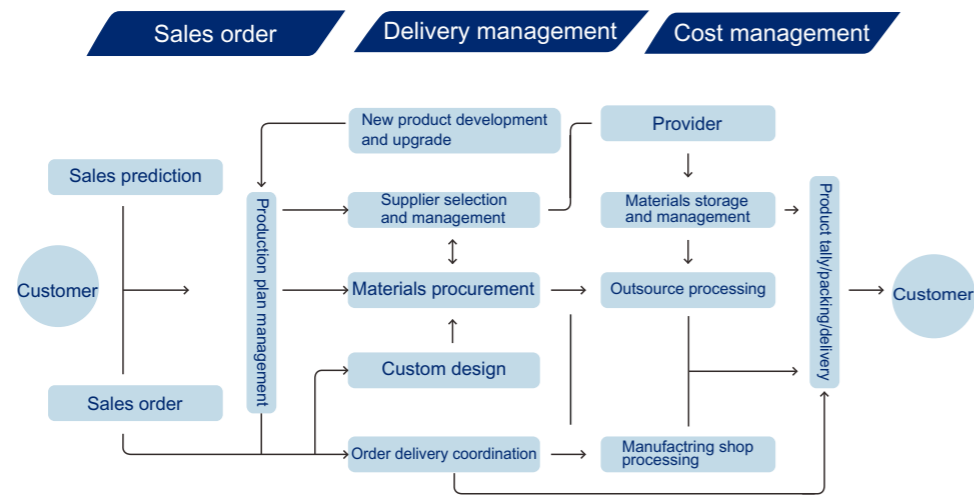 Sales order
Delivery management
Cost management
New product development
and upgrade
Provider
Sales prediction
Production plan management
Supplier selection
and management
Materials storage
and management
Product tally/packing/delivery
Customer
Materials procurement
Outsource processing
Customer
Custom design
Sales order
Order delivery coordination
Manufactring shop
processing